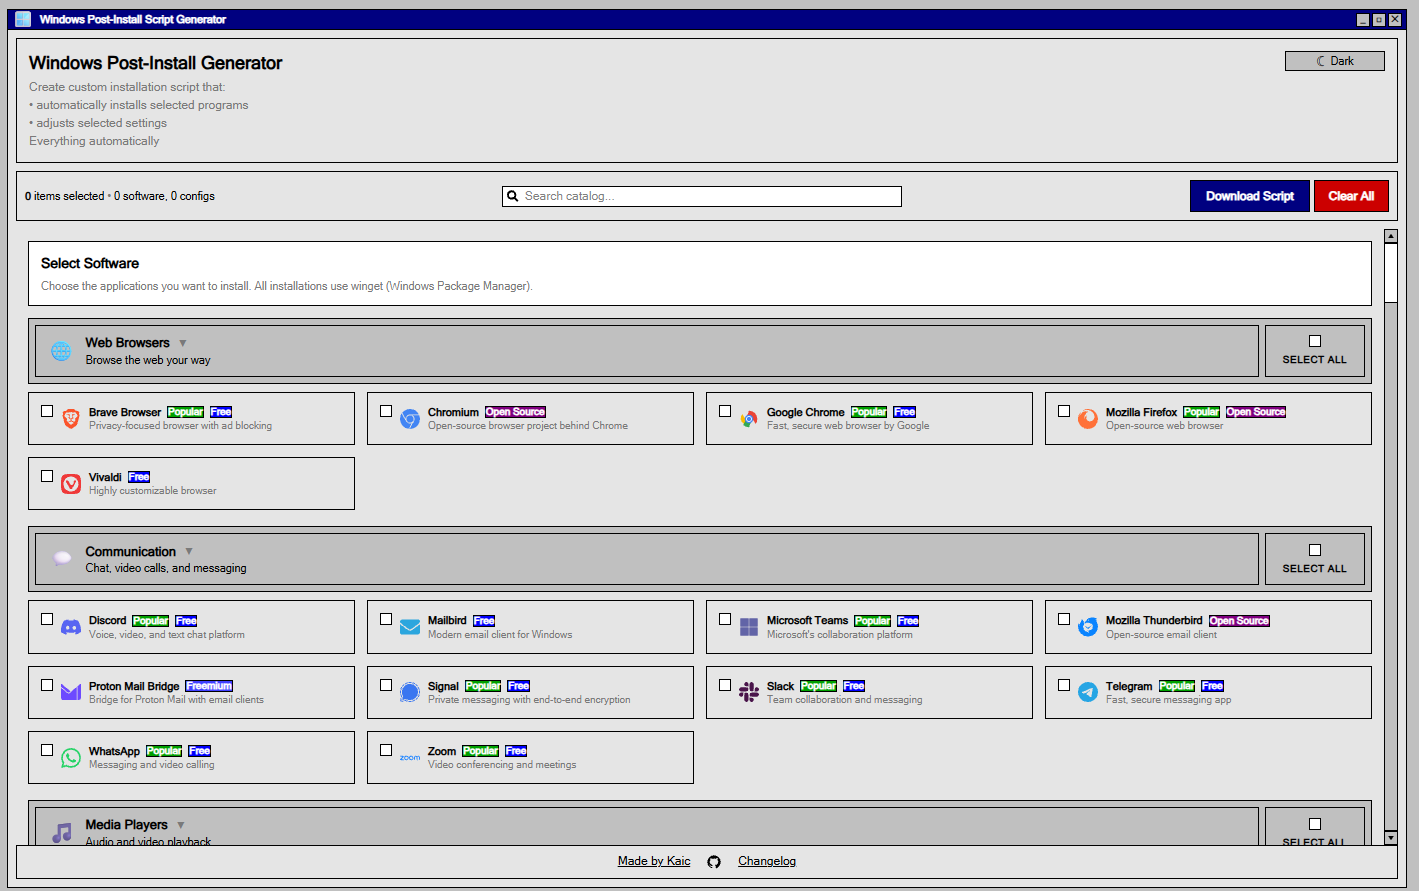 Windows Post-Install Script Generator
Windows Post-Install Generator
☾ Dark
Create custom installation script that:
• automatically installs selected programs
• adjusts selected settings
Everything automatically
0 items selected • 0 software, 0 configs
Search catalog...
Download Script
Clear All
Select Software
Choose the applications you want to install. All installations use winget (Windows Package Manager).
Web Browsers ▼
Browse the web your way
SELECT ALL
Brave Browser Popular Free
Privacy-focused browser with ad blocking
Chromium Open Source
Open-source browser project behind Chrome
Google Chrome Popular Free
Fast, secure web browser by Google
Mozilla Firefox Popular Open Source
Open-source web browser
Vivaldi Free
Highly customizable browser
Communication ▼
Chat, video calls, and messaging
SELECT ALL
Discord Popular Free
Voice, video, and text chat platform
Mailbird Free
Modern email client for Windows
Microsoft Teams Popular Free
Microsoft's collaboration platform
Mozilla Thunderbird Open Source
Open-source email client
Proton Mail Bridge Freemium
Bridge for Proton Mail with email clients
Signal Popular Free
Private messaging with end-to-end encryption
Slack Popular Free
Team collaboration and messaging
Telegram Popular Free
Fast, secure messaging app
WhatsApp Popular Free
Messaging and video calling
zoom
Zoom Popular Free
Video conferencing and meetings
Media Players ▼
Audio and video playback
SELECT ALL
Made by Kaic
Changelog